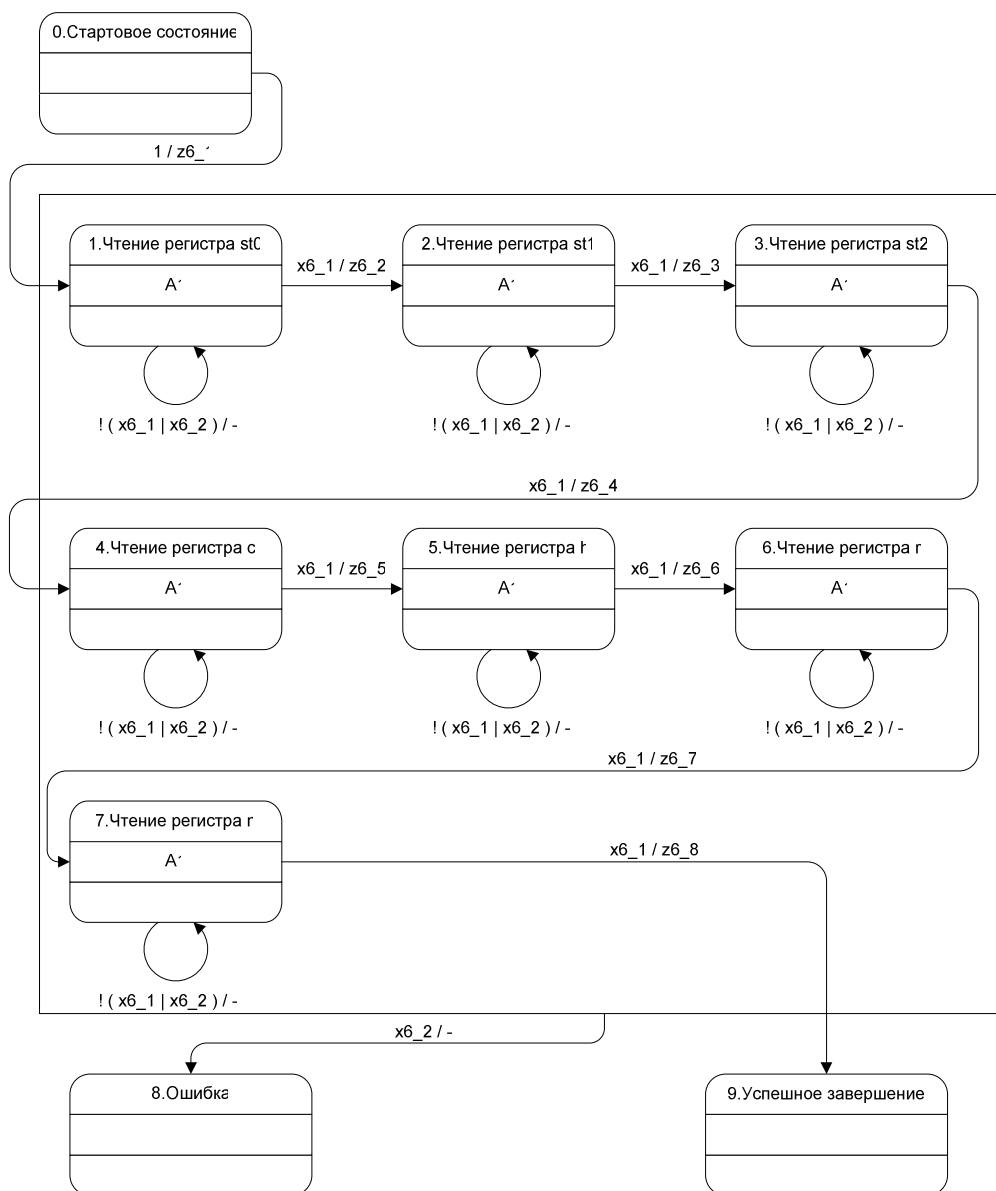 0.Стартовое состояние
1 / z6_
1.Чтение регистра st0
2.Чтение регистра st1
3.Чтение регистра st2
A
x6_1 / z6_2
A
x6_1 / z6_3
A
! ( x6_1 | x6_2 ) / -
! ( x6_1 | x6_2 ) / -
! ( x6_1 | x6_2 ) / -
x6_1 / z6_4
4.Чтение регистра c
5.Чтение регистра h
6.Чтение регистра r
A
x6_1 / z6_5
A
x6_1 / z6_6
A
! ( x6_1 | x6_2 ) / -
! ( x6_1 | x6_2 ) / -
! ( x6_1 | x6_2 ) / -
x6_1 / z6_7
7.Чтение регистра
A
x6_1 / z6_8
! ( x6_1 | x6_2 ) / -
x6_2 / -
8.Ошибка
9.Успешное завершение